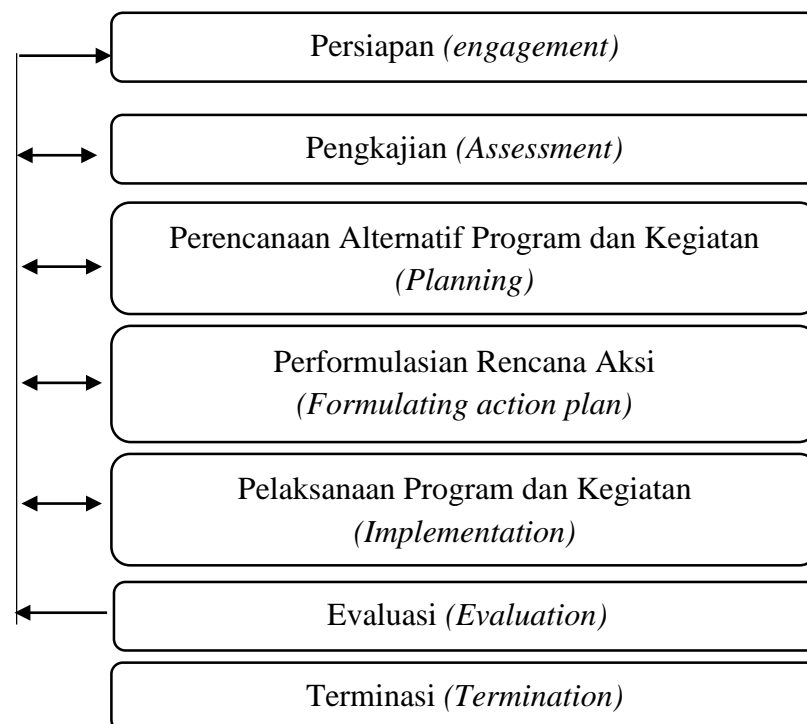 Persiapan (engagement)
Pengkajian (Assessment)
Perencanaan Alternatif Program dan Kegiatan
(Planning)
Performulasian Rencana Aksi
(Formulating action plan)
Pelaksanaan Program dan Kegiatan
(Implementation)
Evaluasi (Evaluation)
Terminasi (Termination)